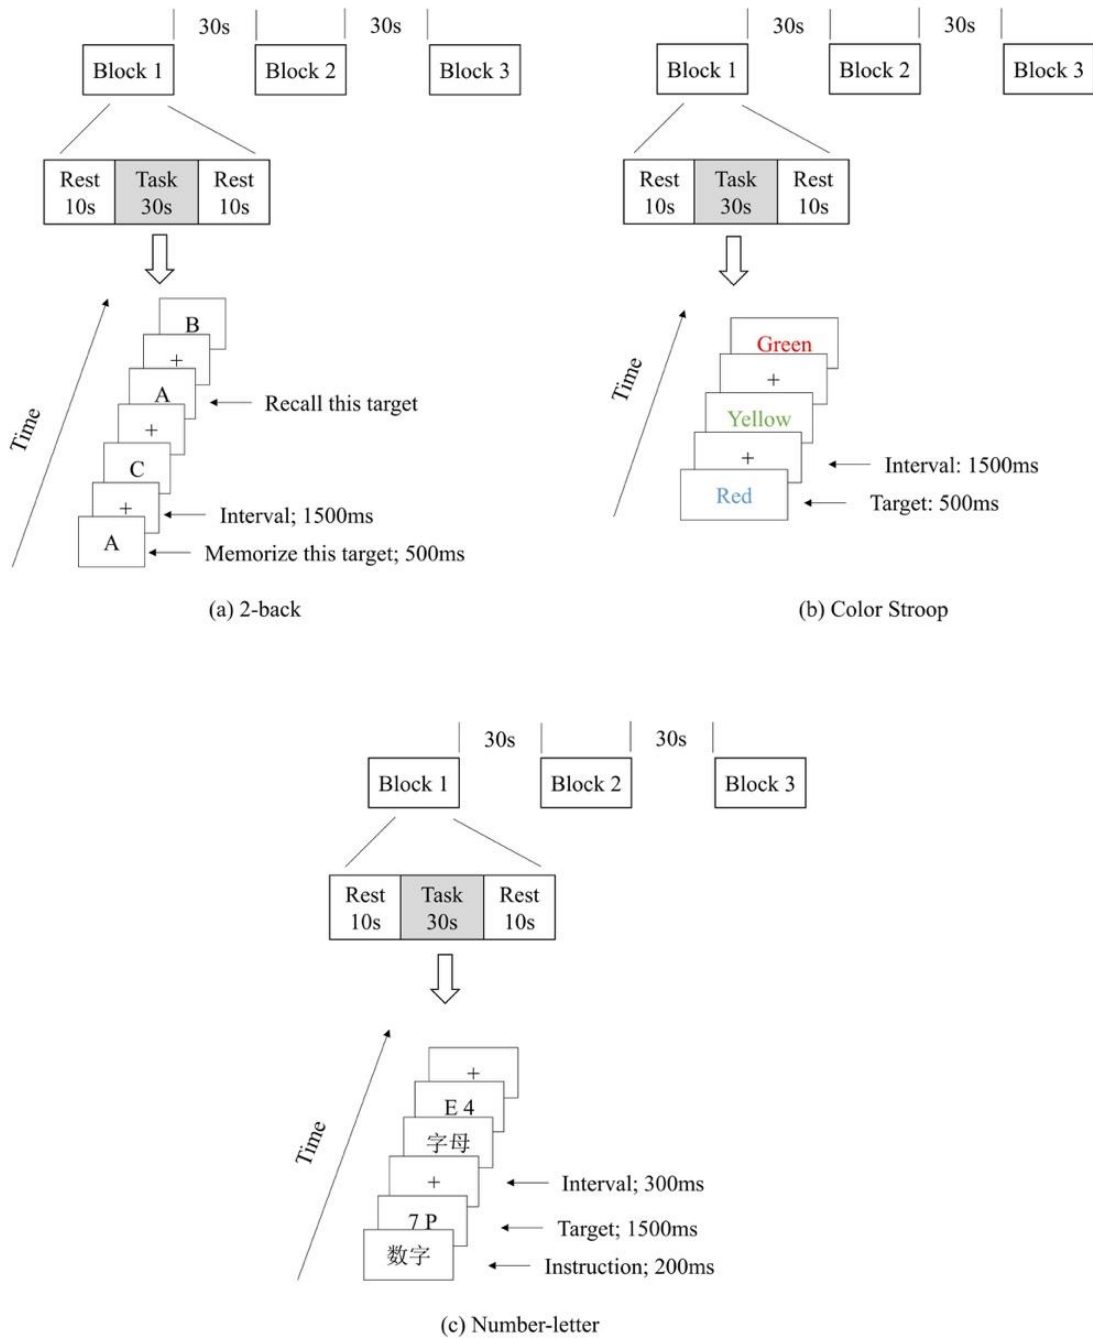 30s 30s
Block 1 Block 2 Block 3
Rest Task Rest
10s 30s 10s
Time
B
+
A
Recall this target
+
C
+
Interval; 1500ms
A
Memorize this target; 500ms
(a) 2-back
30s 30s
Block 1 Block 2 Block 3
Rest Task Rest
10s 30s 10s
Time
Green
+
Yellow
+
Interval: 1500ms
Red
Target: 500ms
(b) Color Stroop
30s 30s
Block 1 Block 2 Block 3
Rest Task Rest
10s 30s 10s
Time
+
E 4
字母
+
Interval; 300ms
7 P
Target; 1500ms
数字
Instruction; 200ms
(c) Number-letter